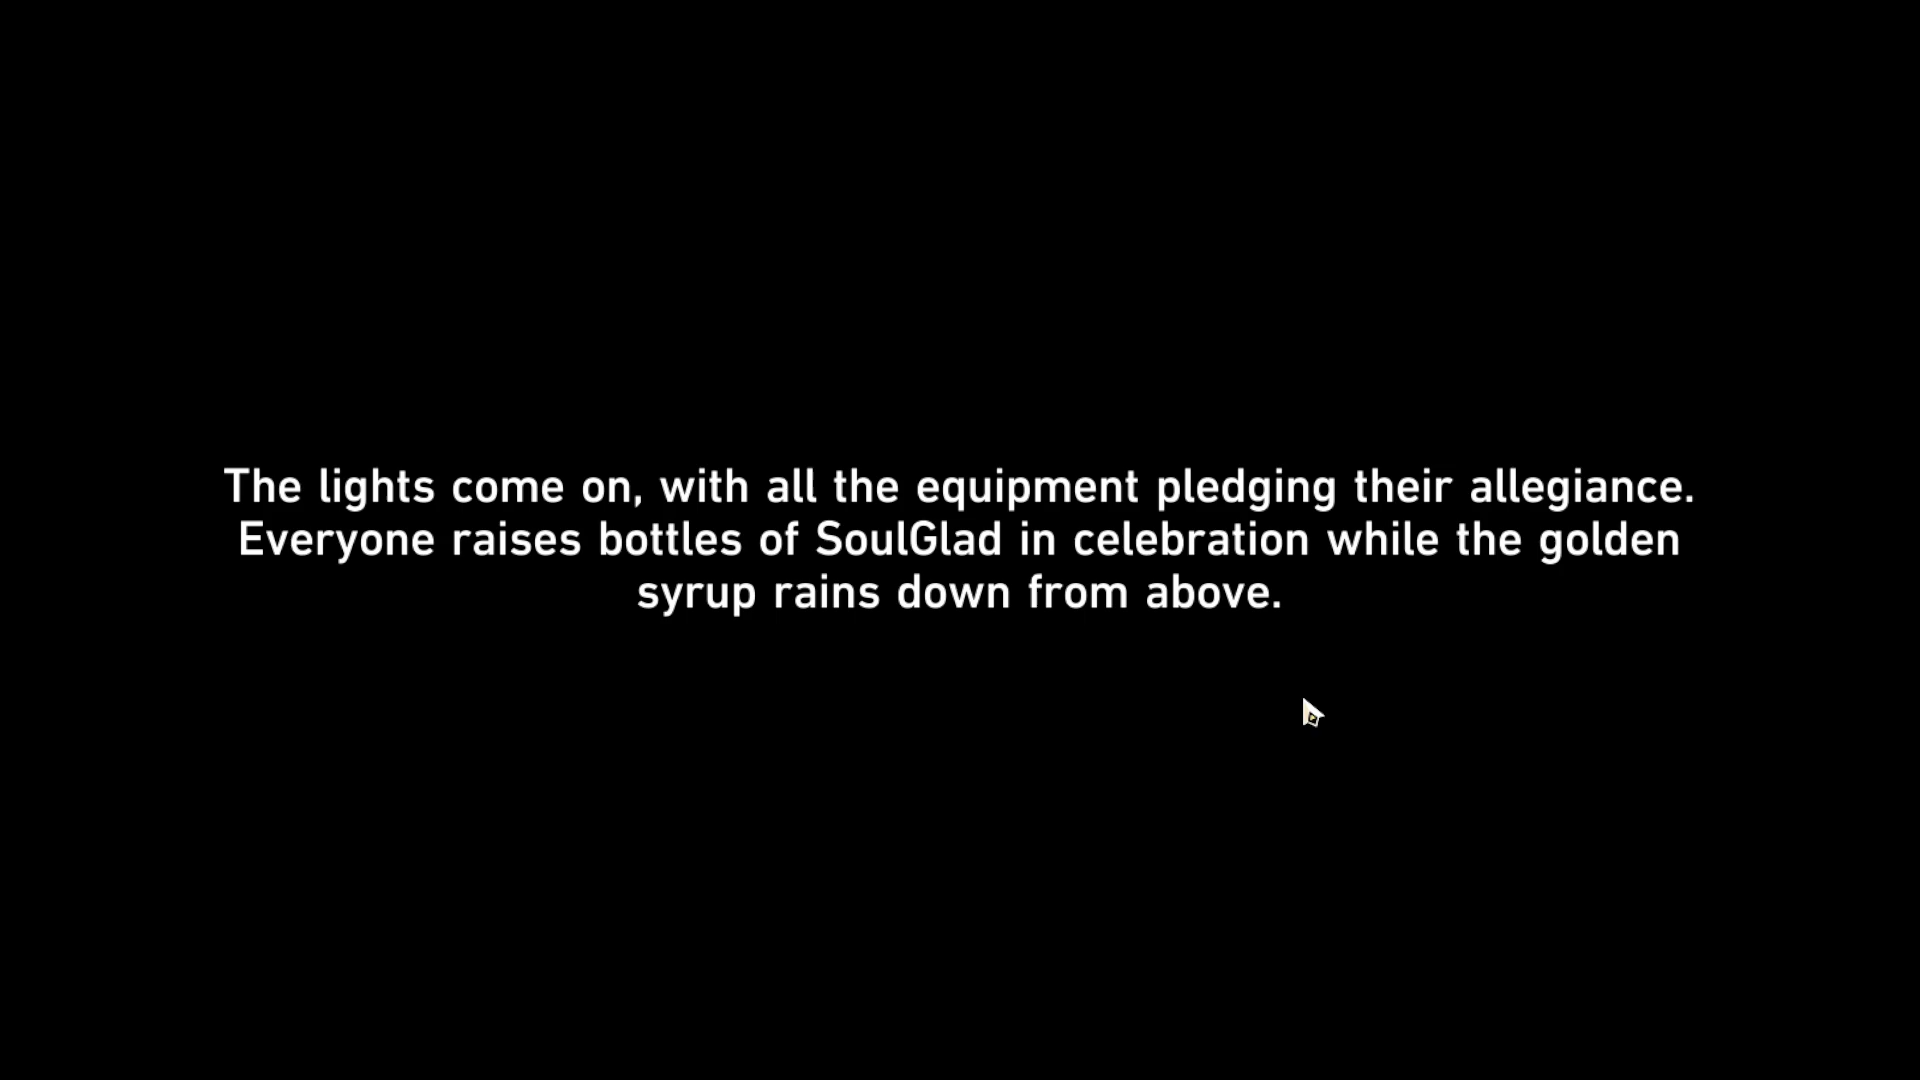 The lights come on, with all the equipment pledging their allegiance.
Everyone raises bottles of SoulGlad in celebration while the golden
syrup rains down from above.